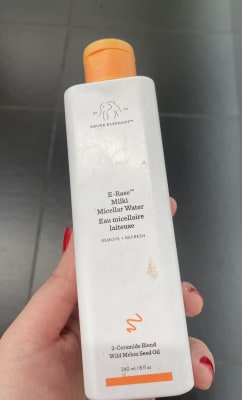 DRUNK ELEPHANT™
E-Rase™
Milki
Micellar Water
Eau micellaire
laiteuse
REMOVE + REFRESH
3-Ceramide Blend
Wild Melon Seed Oil
240 ml / 8 fl oz